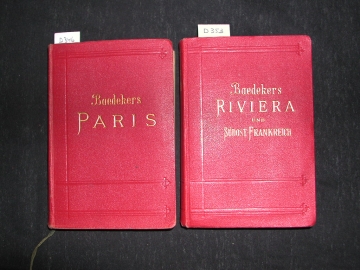 Baedekers
PARIS
Baedekers
RIVIERA
UND
SÜDOST-FRANKREICH